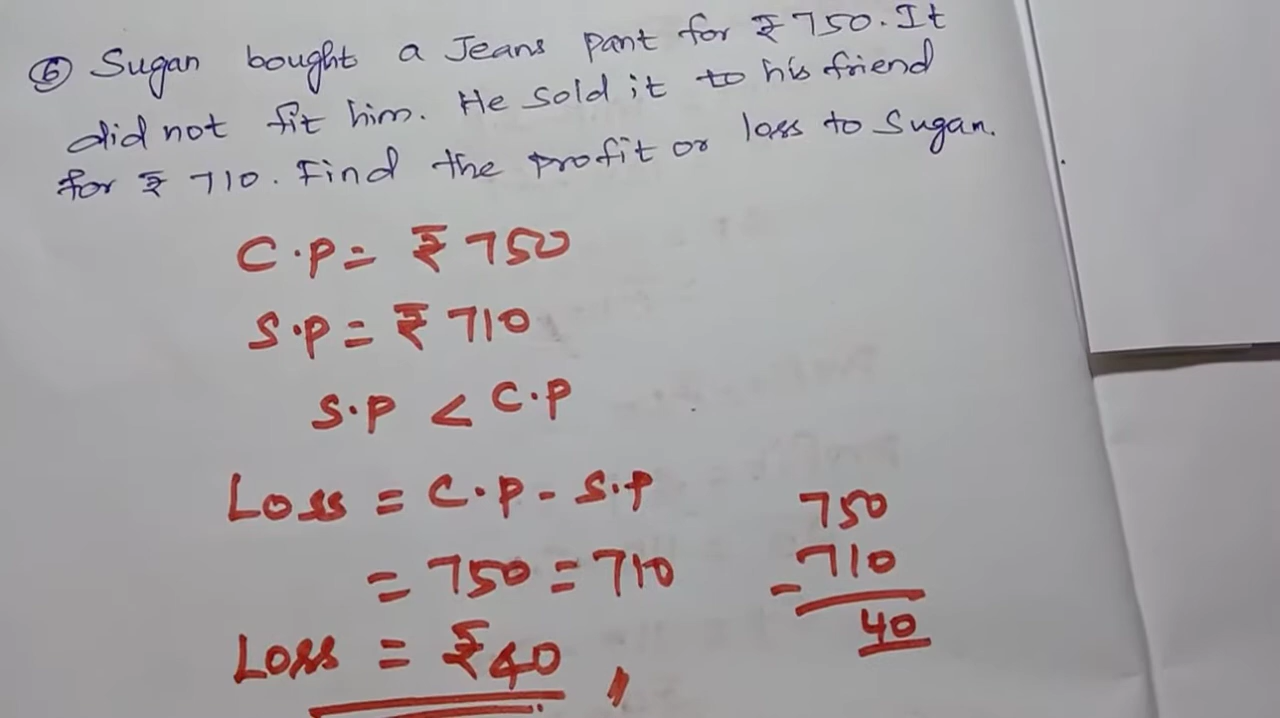 ⑥ Sugan bought a Jeans pant for ₹ 750. It
did not fit him. He sold it to his friend
for ₹ 710. Find the profit or loss to Sugan.
C.P = ₹ 750
S.P = ₹ 710
S.P < C.P
Loss = C.P - S.P
= 750 = 710
Loss = ₹40
750
- 710
40